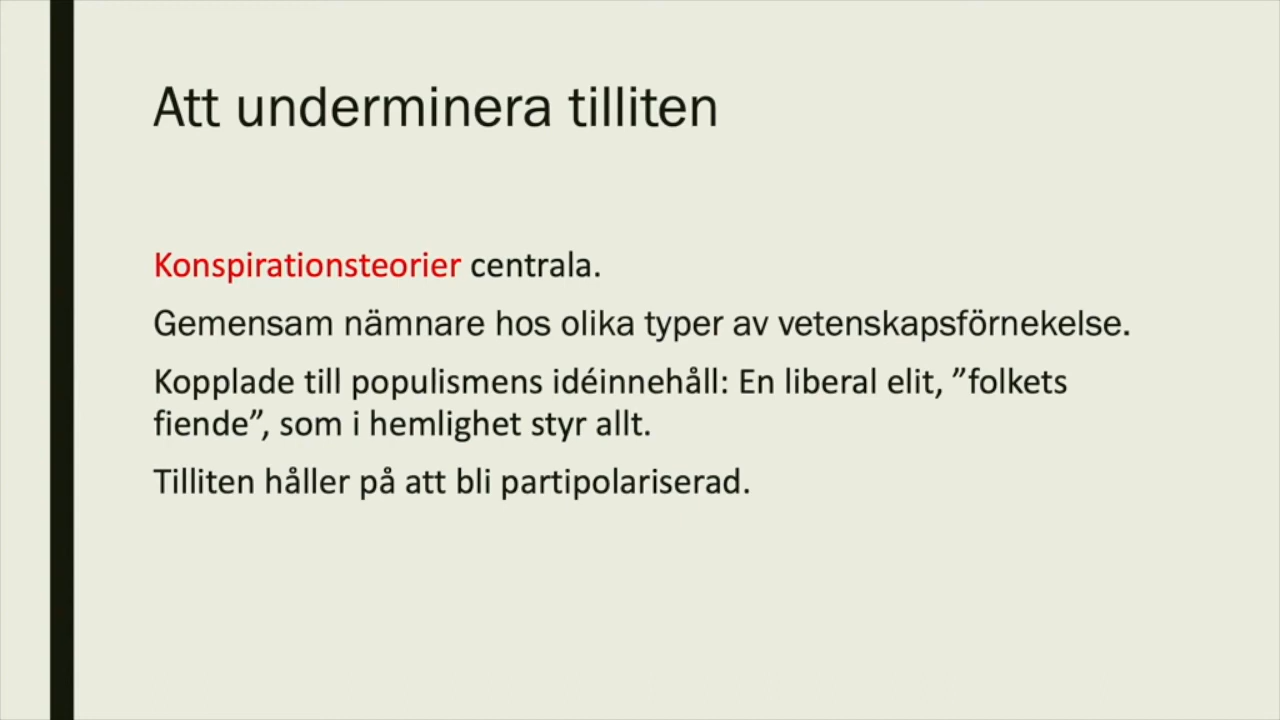 Att underminera tilliten
Konspirationsteorier centrala.
Gemensam nämnare hos olika typer av vetenskapsförnekelse.
Kopplade till populismens idéinnehåll: En liberal elit, ”folkets
fiende”, som i hemlighet styr allt.
Tilliten håller på att bli partipolariserad.